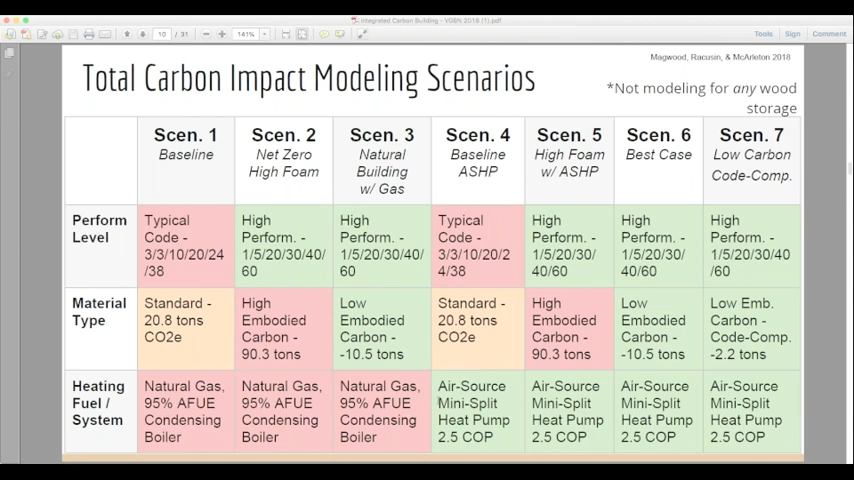 integrated Carbon Building - VGBN 2018 (1).pdf
10 / 31
141%
Tools Sign Comment
Magwood, Racusin, & McArleton 2018
Total Carbon Impact Modeling Scenarios
*Not modeling for any wood
storage
Scen. 1
Baseline
Scen. 2
Net Zero
High Foam
Scen. 3
Natural
Building
w/ Gas
Scen. 4
Baseline
ASHP
Scen. 5
High Foam
w/ ASHP
Scen. 6
Best Case
Scen. 7
Low Carbon
Code-Comp.
Perform
Level
Typical
Code -
3/3/10/20/24
/38
High
Perform. -
1/5/20/30/40/
60
High
Perform. -
1/5/20/30/40/
60
Typical
Code -
3/3/10/20/2
4/38
High
Perform. -
1/5/20/30/
40/60
High
Perform. -
1/5/20/30/
40/60
High
Perform. -
1/5/20/30/40
/60
Material
Type
Standard -
20.8 tons
CO2e
High
Embodied
Carbon -
90.3 tons
Low
Embodied
Carbon -
-10.5 tons
Standard -
20.8 tons
CO2e
High
Embodied
Carbon -
90.3 tons
Low
Embodied
Carbon -
-10.5 tons
Low Emb.
Carbon -
Code-Comp.
-2.2 tons
Heating
Fuel /
System
Natural Gas,
95% AFUE
Condensing
Boiler
Natural Gas,
95% AFUE
Condensing
Boiler
Natural Gas,
95% AFUE
Condensing
Boiler
Air-Source
Mini-Split
Heat Pump
2.5 COP
Air-Source
Mini-Split
Heat Pump
2.5 COP
Air-Source
Mini-Split
Heat Pump
2.5 COP
Air-Source
Mini-Split
Heat Pump
2.5 COP